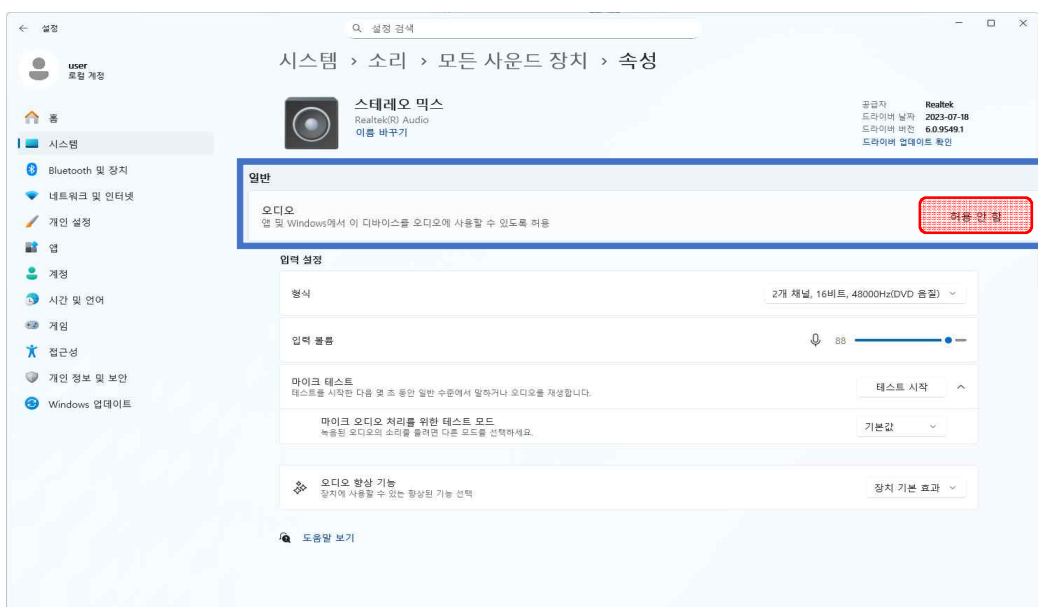 설정
설정 검색
user
로컬 계정
홈
시스템
Bluetooth 및 장치
네트워크 및 인터넷
개인 설정
앱
계정
시간 및 언어
게임
접근성
개인 정보 및 보안
Windows 업데이트
시스템 › 소리 › 모든 사운드 장치 › 속성
스테레오 믹스
Realtek(R) Audio
이름 바꾸기
공급자 Realtek
드라이버 날짜 2023-07-18
드라이버 버전 6.0.9549.1
드라이버 업데이트 확인
일반
오디오
앱 및 Windows에서 이 디바이스를 오디오에 사용할 수 있도록 허용
허용 안 함
입력 설정
형식
2개 채널, 16비트, 48000Hz(DVD 음질)
입력 볼륨
88
마이크 테스트
테스트를 시작한 다음 몇 초 동안 일반 수준에서 말하거나 오디오를 재생합니다.
테스트 시작
마이크 오디오 처리를 위한 테스트 모드
녹음된 오디오의 소리를 들으려면 다른 모드를 선택하세요.
기본값
오디오 향상 기능
장치에 사용할 수 있는 향상된 기능 선택
장치 기본 효과
도움말 보기